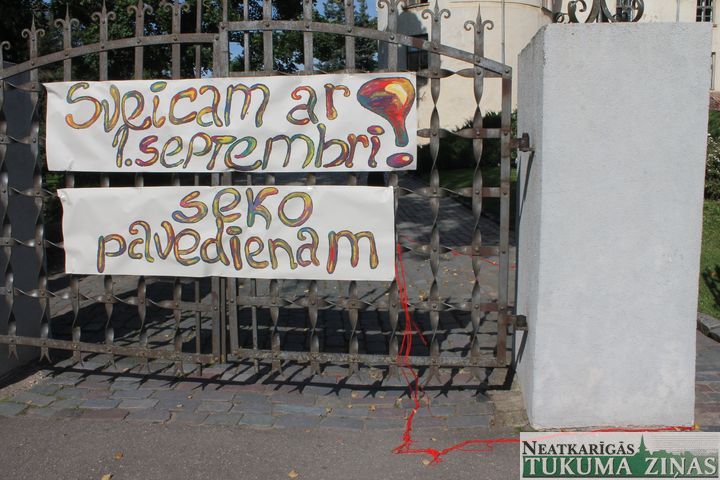 Sveicam ar
1. septembri!
seko
pavedienam
NEATKARĪGĀS
TUKUMA ZIŅAS